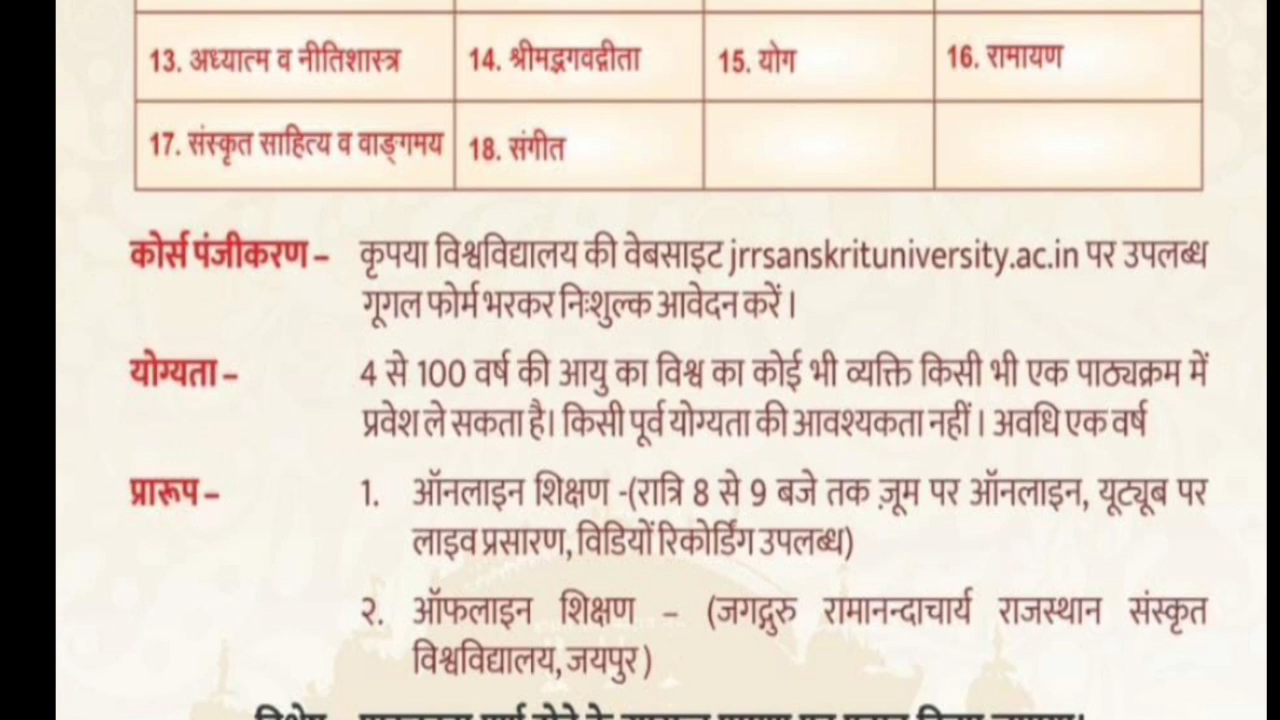 13. अध्यात्म व नीतिशास्त्र 14. श्रीमद्भगवद्गीता 15. योग 16. रामायण
17. संस्कृत साहित्य व वाङ्गमय 18. संगीत
कोर्स पंजीकरण – कृपया विश्वविद्यालय की वेबसाइट jrrsanskrituniversity.ac.in पर उपलब्ध
गूगल फोर्म भरकर निःशुल्क आवेदन करें।
योग्यता – 4 से 100 वर्ष की आयु का विश्व का कोई भी व्यक्ति किसी भी एक पाठ्यक्रम में
प्रवेश ले सकता है। किसी पूर्व योग्यता की आवश्यकता नहीं। अवधि एक वर्ष
प्रारूप – 1. ऑनलाइन शिक्षण -(रात्रि 8 से 9 बजे तक ज़ूम पर ऑनलाइन, यूट्यूब पर
लाइव प्रसारण, विडियों रिकोर्डिंग उपलब्ध)
२. ऑफलाइन शिक्षण – (जगद्गुरु रामानन्दाचार्य राजस्थान संस्कृत
विश्वविद्यालय, जयपुर)